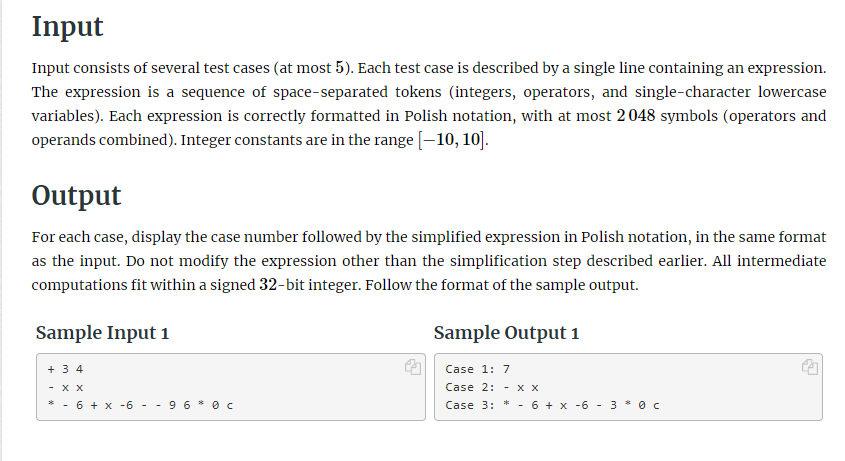 Input
Input consists of several test cases (at most 5). Each test case is described by a single line containing an expression.
The expression is a sequence of space-separated tokens (integers, operators, and single-character lowercase
variables). Each expression is correctly formatted in Polish notation, with at most 2 048 symbols (operators and
operands combined). Integer constants are in the range [−10, 10].
Output
For each case, display the case number followed by the simplified expression in Polish notation, in the same format
as the input. Do not modify the expression other than the simplification step described earlier. All intermediate
computations fit within a signed 32-bit integer. Follow the format of the sample output.
Sample Input 1
+ 3 4
- x x
* - 6 + x -6 - - 9 6 * 0 c
Sample Output 1
Case 1: 7
Case 2: - x x
Case 3: * - 6 + x -6 - 3 * 0 c